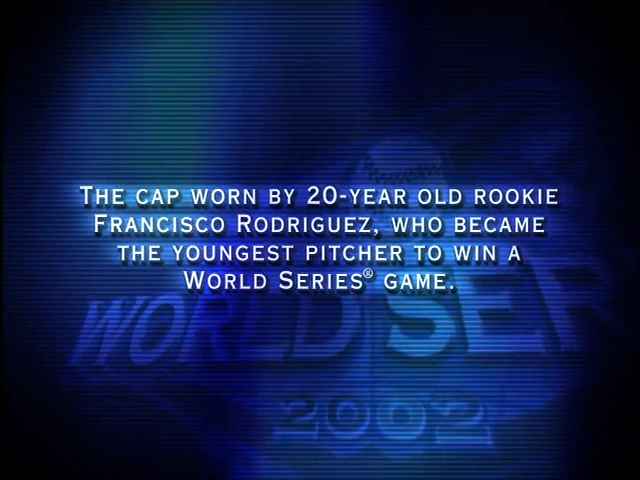 The cap worn by 20-year old rookie
Francisco Rodriguez, who became
the youngest pitcher to win a
World Series® game.
WORLD SER
2002